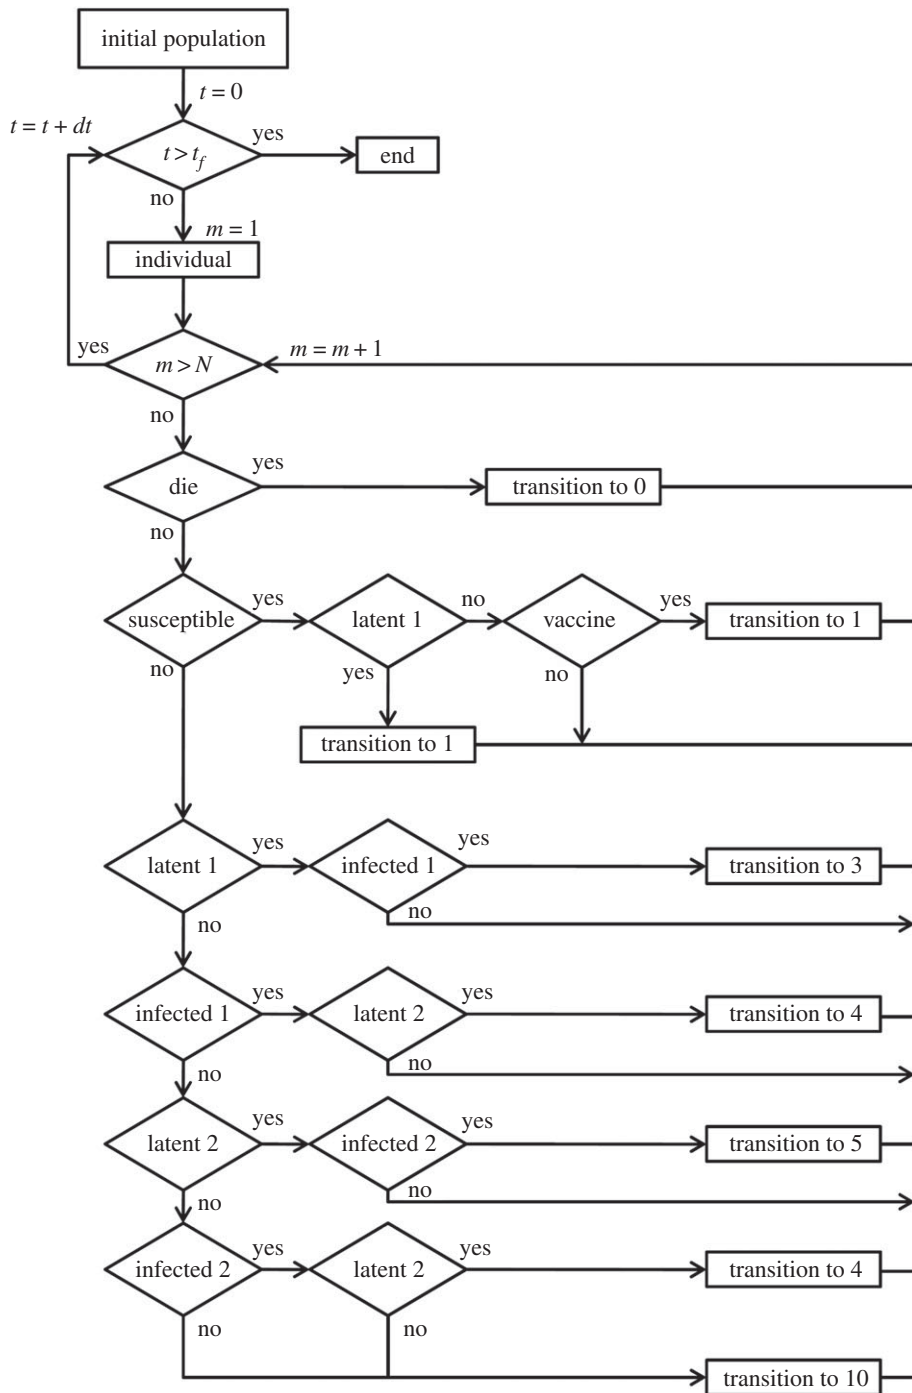 initial population
t = 0
t = t + dt
yes
t > t_f
end
no
m = 1
individual
yes
m = m + 1
m > N
no
yes
die
transition to 0
no
susceptible
yes
latent 1
no
vaccine
yes
transition to 1
no
yes
no
transition to 1
latent 1
yes
infected 1
yes
transition to 3
no
no
infected 1
yes
latent 2
yes
transition to 4
no
no
latent 2
yes
infected 2
yes
transition to 5
no
no
infected 2
yes
latent 2
yes
transition to 4
no
no
transition to 10